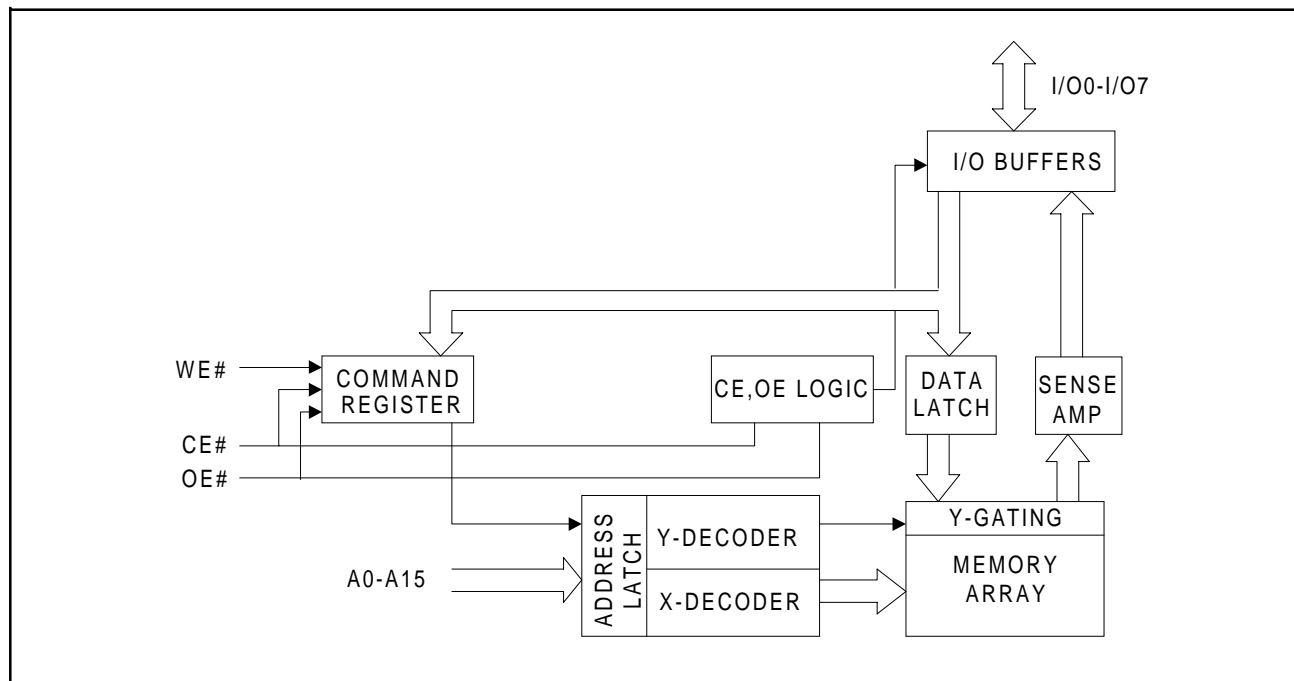 I/O0-I/O7
I/O BUFFERS
WE#
COMMAND
REGISTER
CE,OE LOGIC
DATA
LATCH
SENSE
AMP
CE#
OE#
ADDRESS
LATCH
Y-DECODER
Y-GATING
A0-A15
X-DECODER
MEMORY
ARRAY